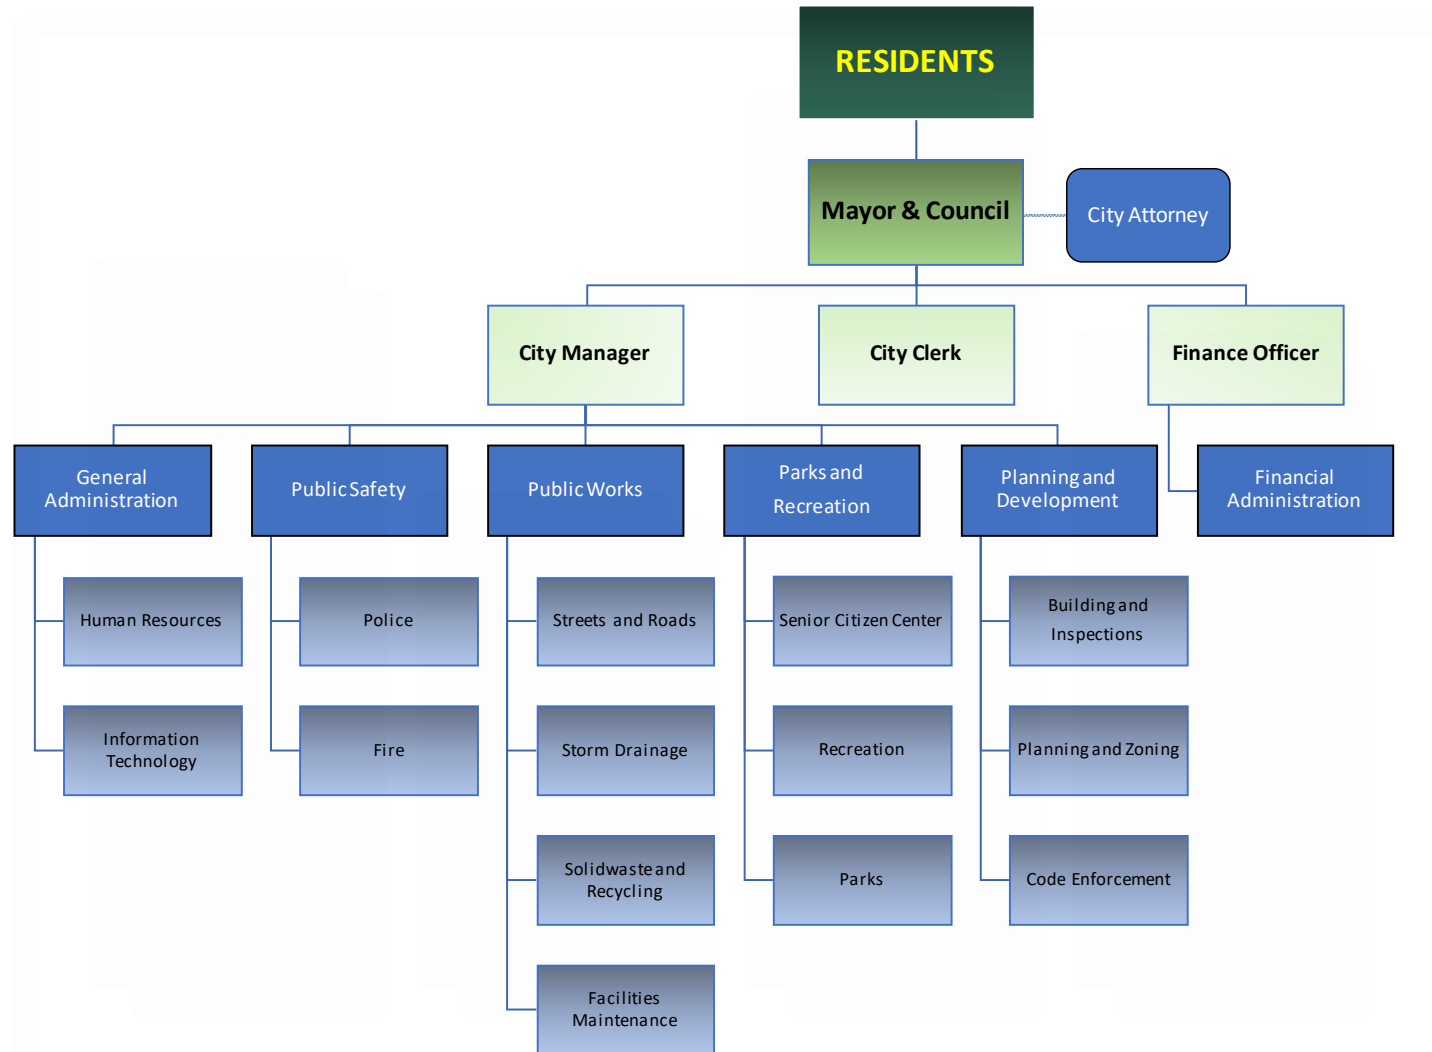 RESIDENTS
Mayor & Council
City Attorney
City Manager
City Clerk
Finance Officer
General
Administration
Public Safety
Public Works
Parks and
Recreation
Planning and
Development
Financial
Administration
Human Resources
Police
Streets and Roads
Senior Citizen Center
Building and
Inspections
Information
Technology
Fire
Storm Drainage
Recreation
Planning and Zoning
Solidwaste and
Recycling
Parks
Code Enforcement
Facilities
Maintenance